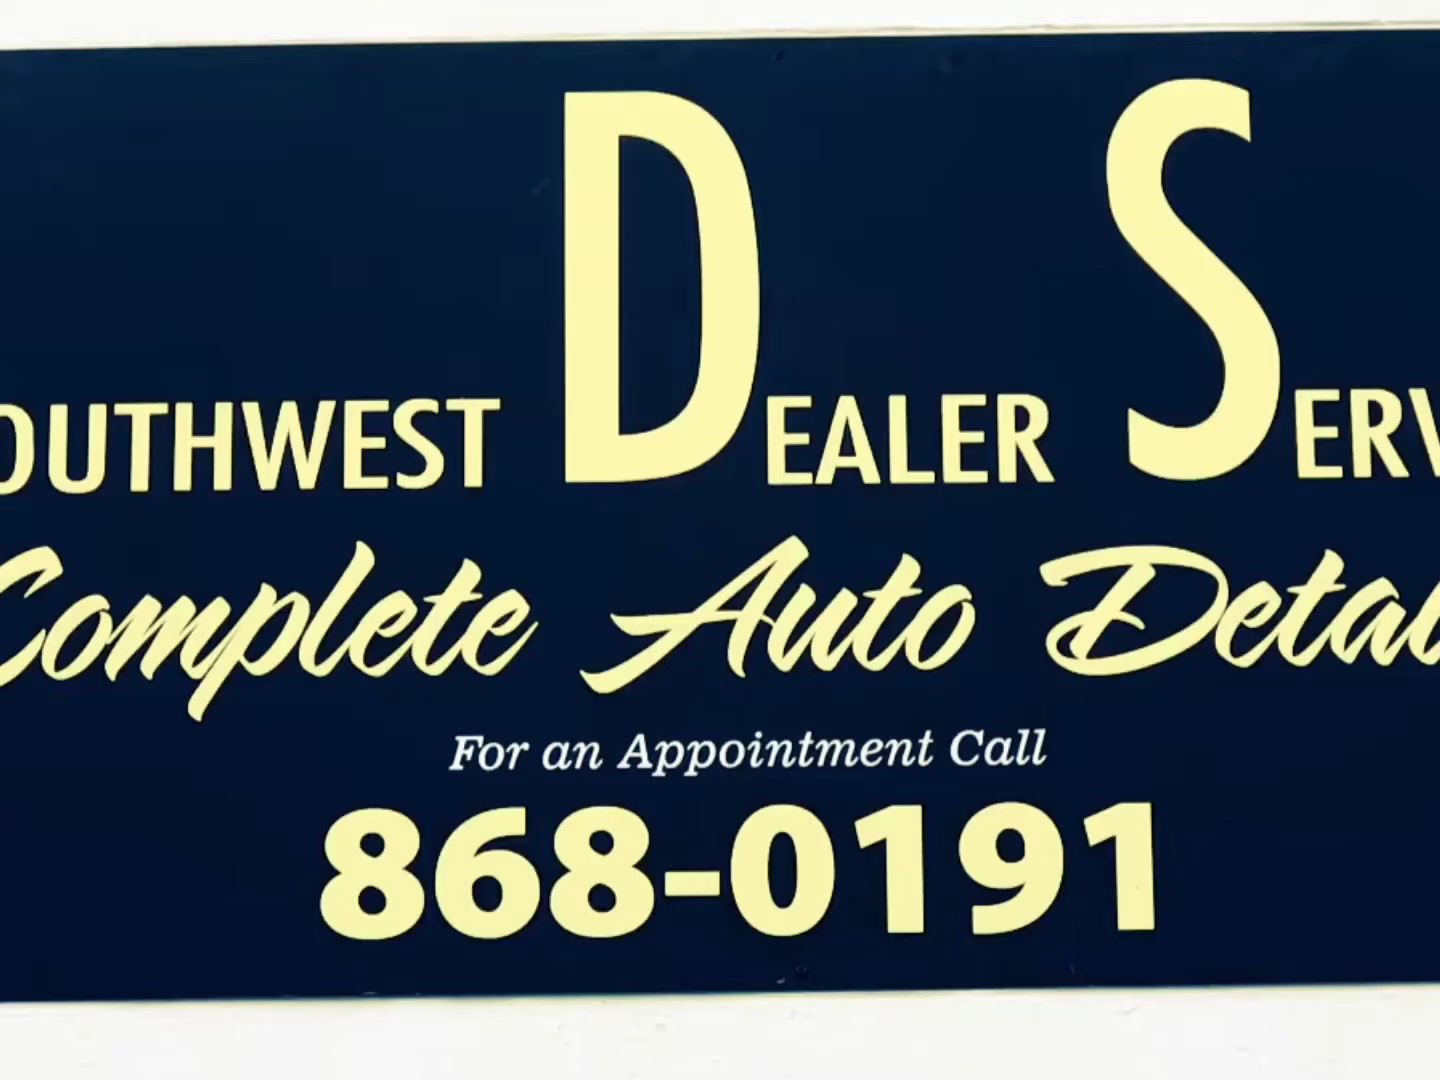 OUTHWEST DEALER SERV
Complete Auto Detai
For an Appointment Call
868-0191